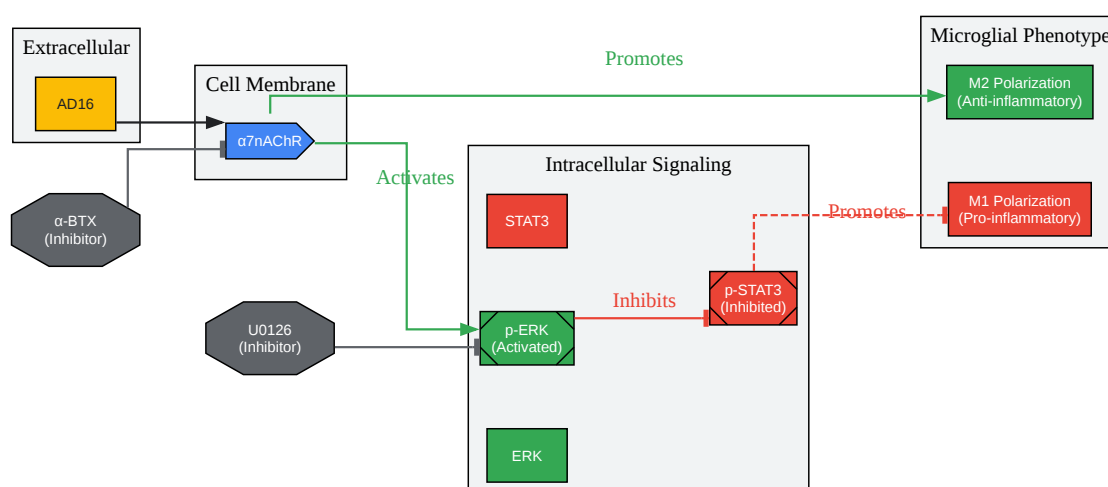 Extracellular
AD16
α-BTX
(Inhibitor)
Cell Membrane
α7nAChR
U0126
(Inhibitor)
Activates
Promotes
Intracellular Signaling
STAT3
p-ERK
(Activated)
ERK
Inhibits
p-STAT3
(Inhibited)
Promotes
Microglial Phenotype
M2 Polarization
(Anti-inflammatory)
M1 Polarization
(Pro-inflammatory)